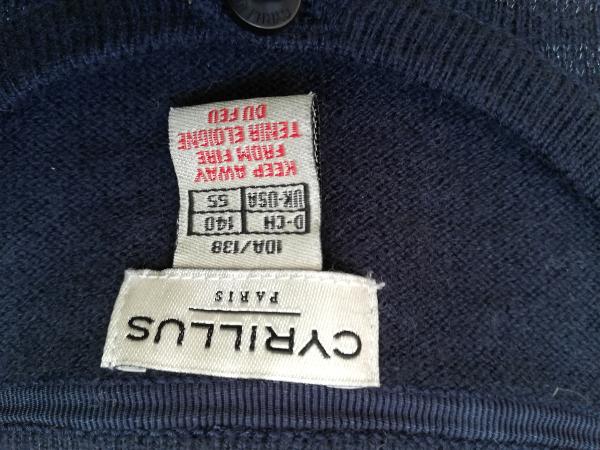 CYRILLUS
PARIS
10A/138
D-CH 140
UK-USA 55
KEEP AWAY
FROM FIRE
TENIR ELOIGNE
DU FEU